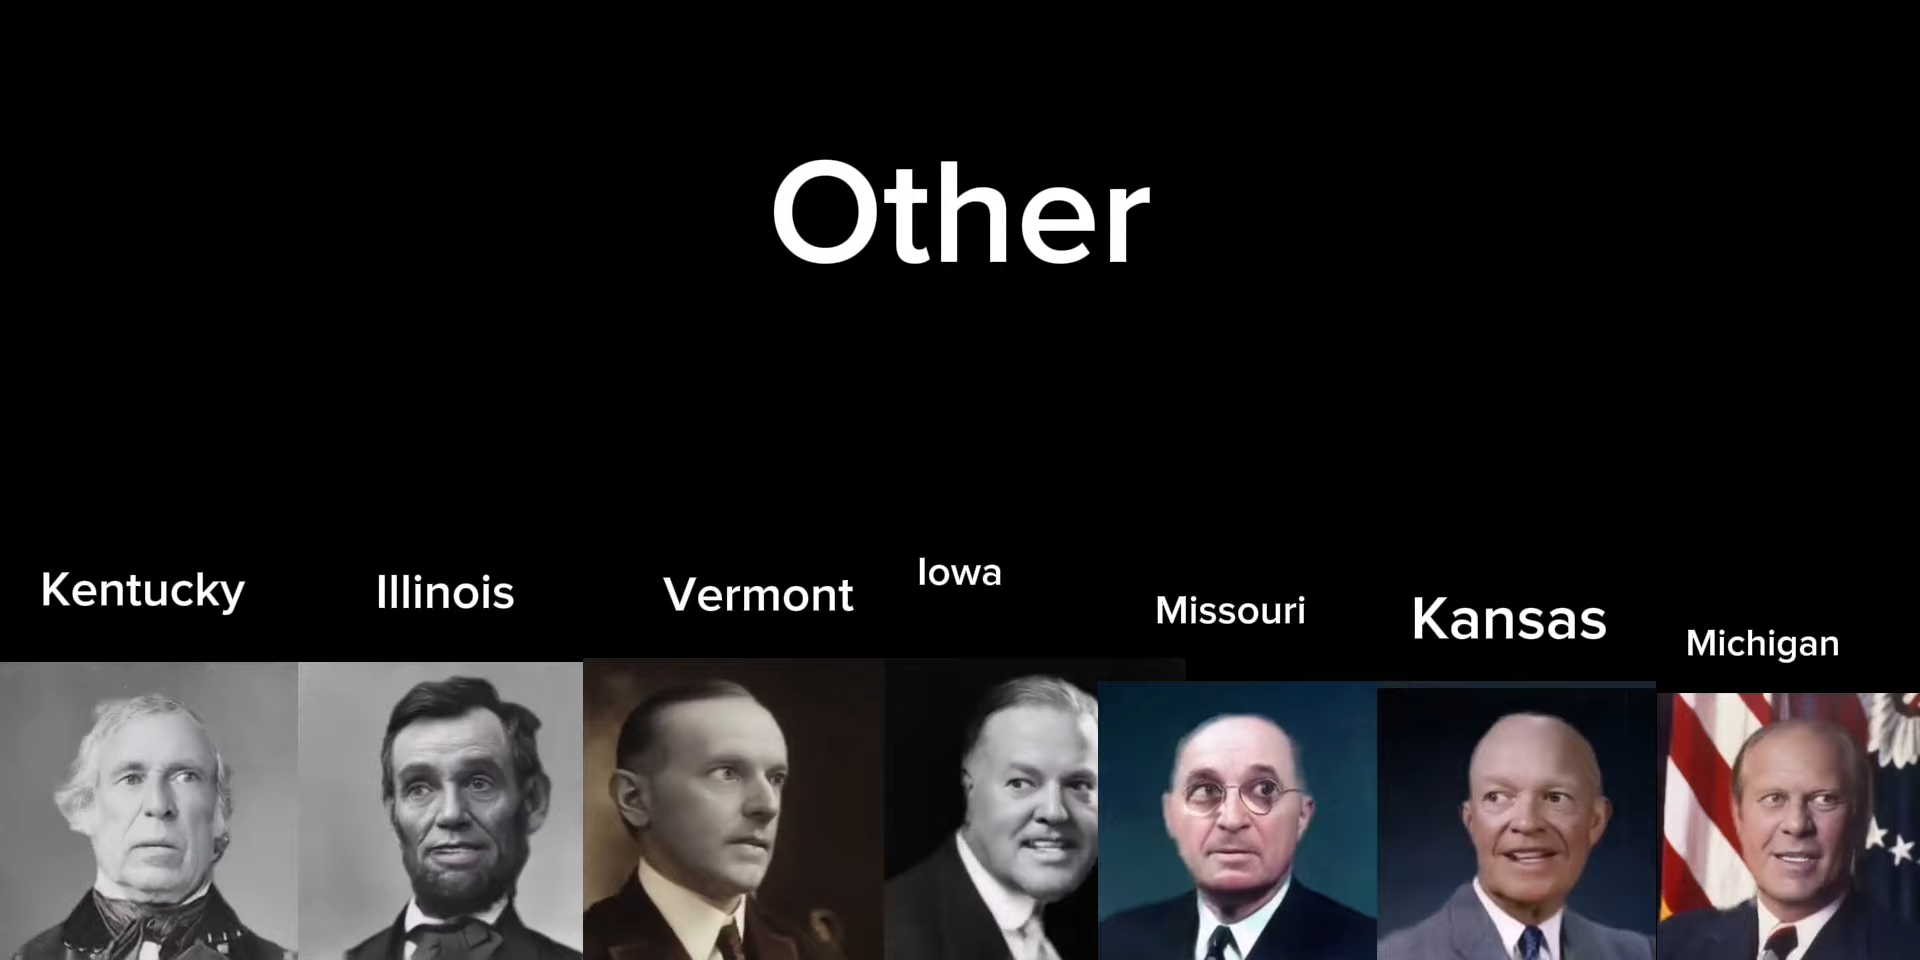 Other
Kentucky
Illinois
Vermont
Iowa
Missouri
Kansas
Michigan